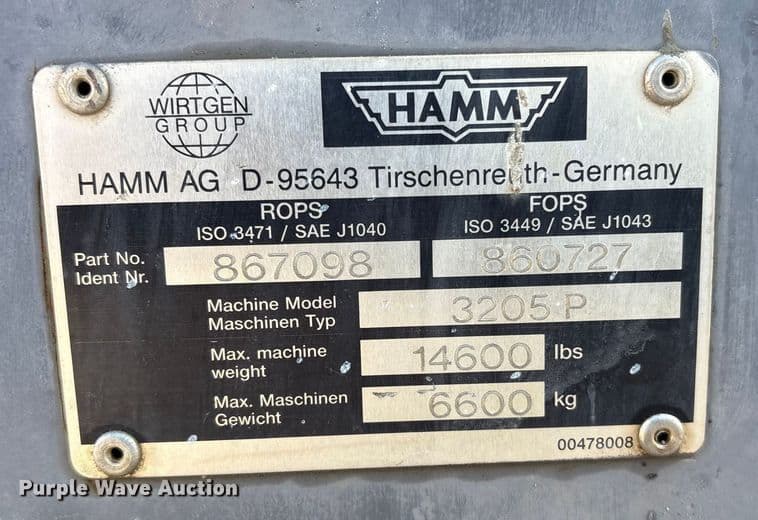 WIRTGEN
GROUP
HAMM
HAMM AG D-95643 Tirschenreuth-Germany
ROPS FOPS
ISO 3471 / SAE J1040 ISO 3449 / SAE J1043
Part No.
Ident Nr. 867098 860727
Machine Model
Maschinen Typ 3205 P
Max. machine
weight 14600 lbs
Max. Maschinen
Gewicht 6600 kg
00478008
Purple Wave Auction